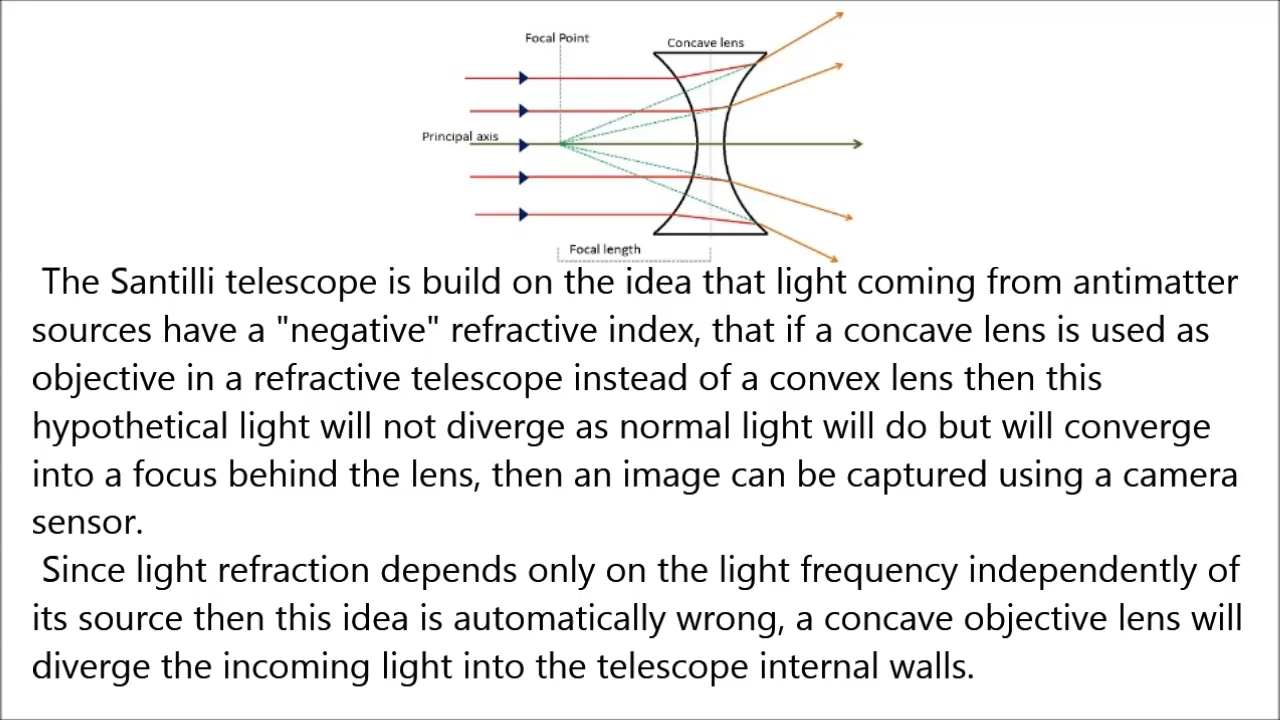 Focal Point
Concave lens
Principal axis
Focal length
The Santilli telescope is build on the idea that light coming from antimatter
sources have a "negative" refractive index, that if a concave lens is used as
objective in a refractive telescope instead of a convex lens then this
hypothetical light will not diverge as normal light will do but will converge
into a focus behind the lens, then an image can be captured using a camera
sensor.
Since light refraction depends only on the light frequency independently of
its source then this idea is automatically wrong, a concave objective lens will
diverge the incoming light into the telescope internal walls.